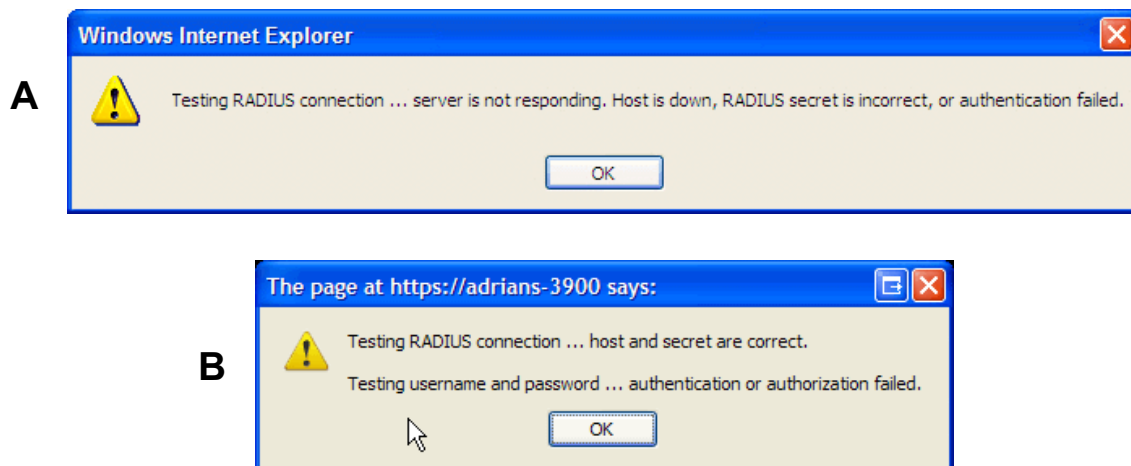 Windows Internet Explorer
A
Testing RADIUS connection ... server is not responding. Host is down, RADIUS secret is incorrect, or authentication failed.
OK
The page at https://adrians-3900 says:
B
Testing RADIUS connection ... host and secret are correct.
Testing username and password ... authentication or authorization failed.
OK